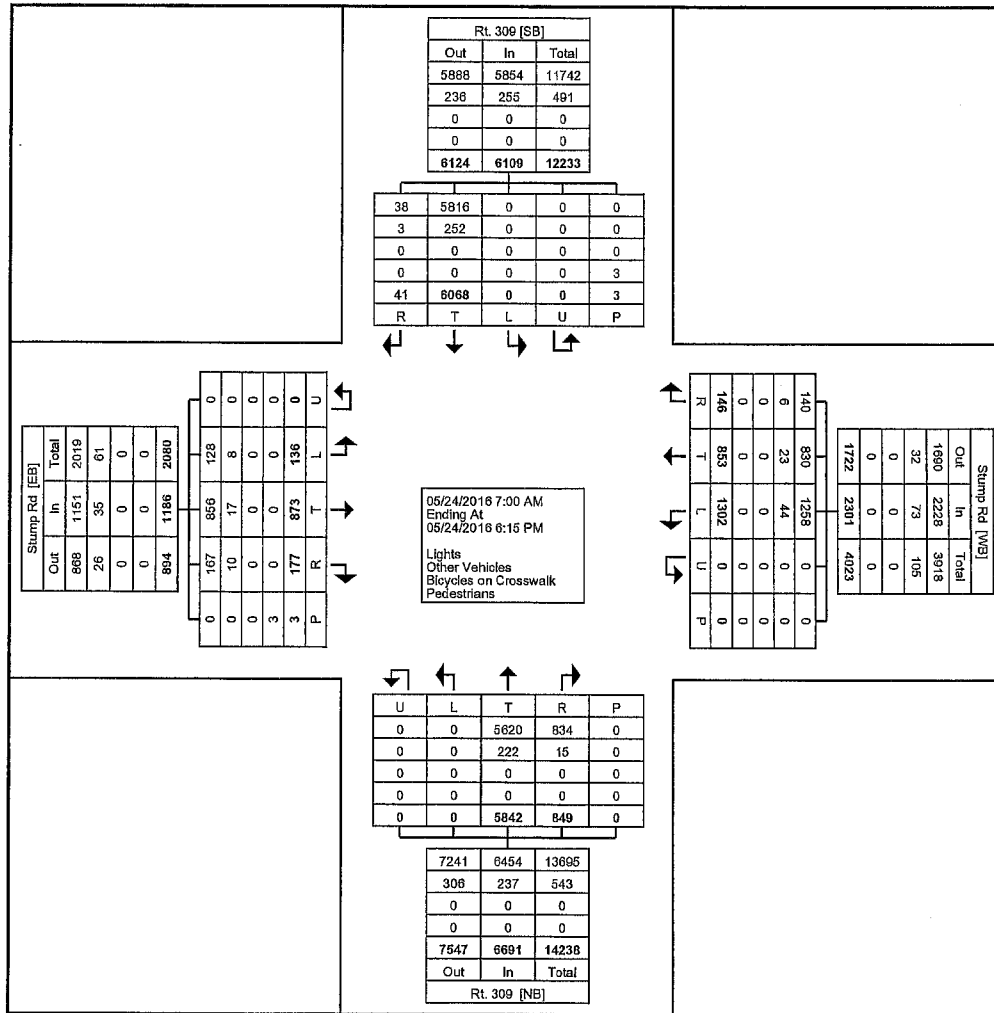 Rt. 309 [SB]
Out In Total
5888 5854 11742
236 255 491
0 0 0
0 0 0
6124 6109 12233
38 5816 0 0 0
3 252 0 0 0
0 0 0 0 0
0 0 0 0 3
41 6068 0 0 3
R T L U P
Stump Rd [EB]
Total In Out
2019 1151 868
61 35 26
0 0 0
0 0 0
2080 1186 894
0 128 856 167 0
0 8 17 10 0
0 0 0 0 0
0 0 0 0 3
0 136 873 177 3
U L T R P
05/24/2016 7:00 AM
Ending At
05/24/2016 6:15 PM
Lights
Other Vehicles
Bicycles on Crosswalk
Pedestrians
R T L U P
146 853 1302 0 0
0 0 0 0 0
0 0 0 0 0
6 23 44 0 0
140 830 1258 0 0
Stump Rd [WB]
Out In Total
1690 2228 3918
32 73 105
0 0 0
0 0 0
1722 2301 4023
U L T R P
0 0 5620 834 0
0 0 222 15 0
0 0 0 0 0
0 0 0 0 0
0 0 5842 849 0
7241 6454 13695
306 237 543
0 0 0
0 0 0
7547 6691 14238
Out In Total
Rt. 309 [NB]